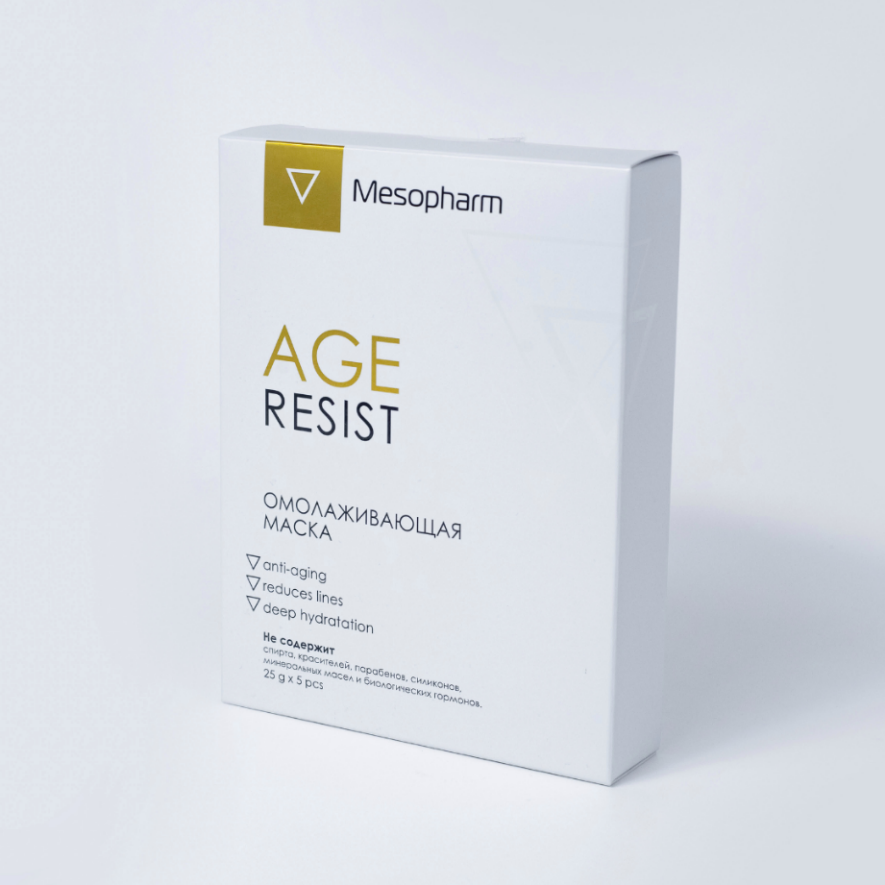 Mesopharm
AGE
RESIST
ОМОЛАЖИВАЮЩАЯ
МАСКА
anti-aging
reduces lines
deep hydratation
Не содержит
спирта, красителей, парабенов, силиконов,
минеральных масел и биологических гормонов.
25 g x 5 pcs